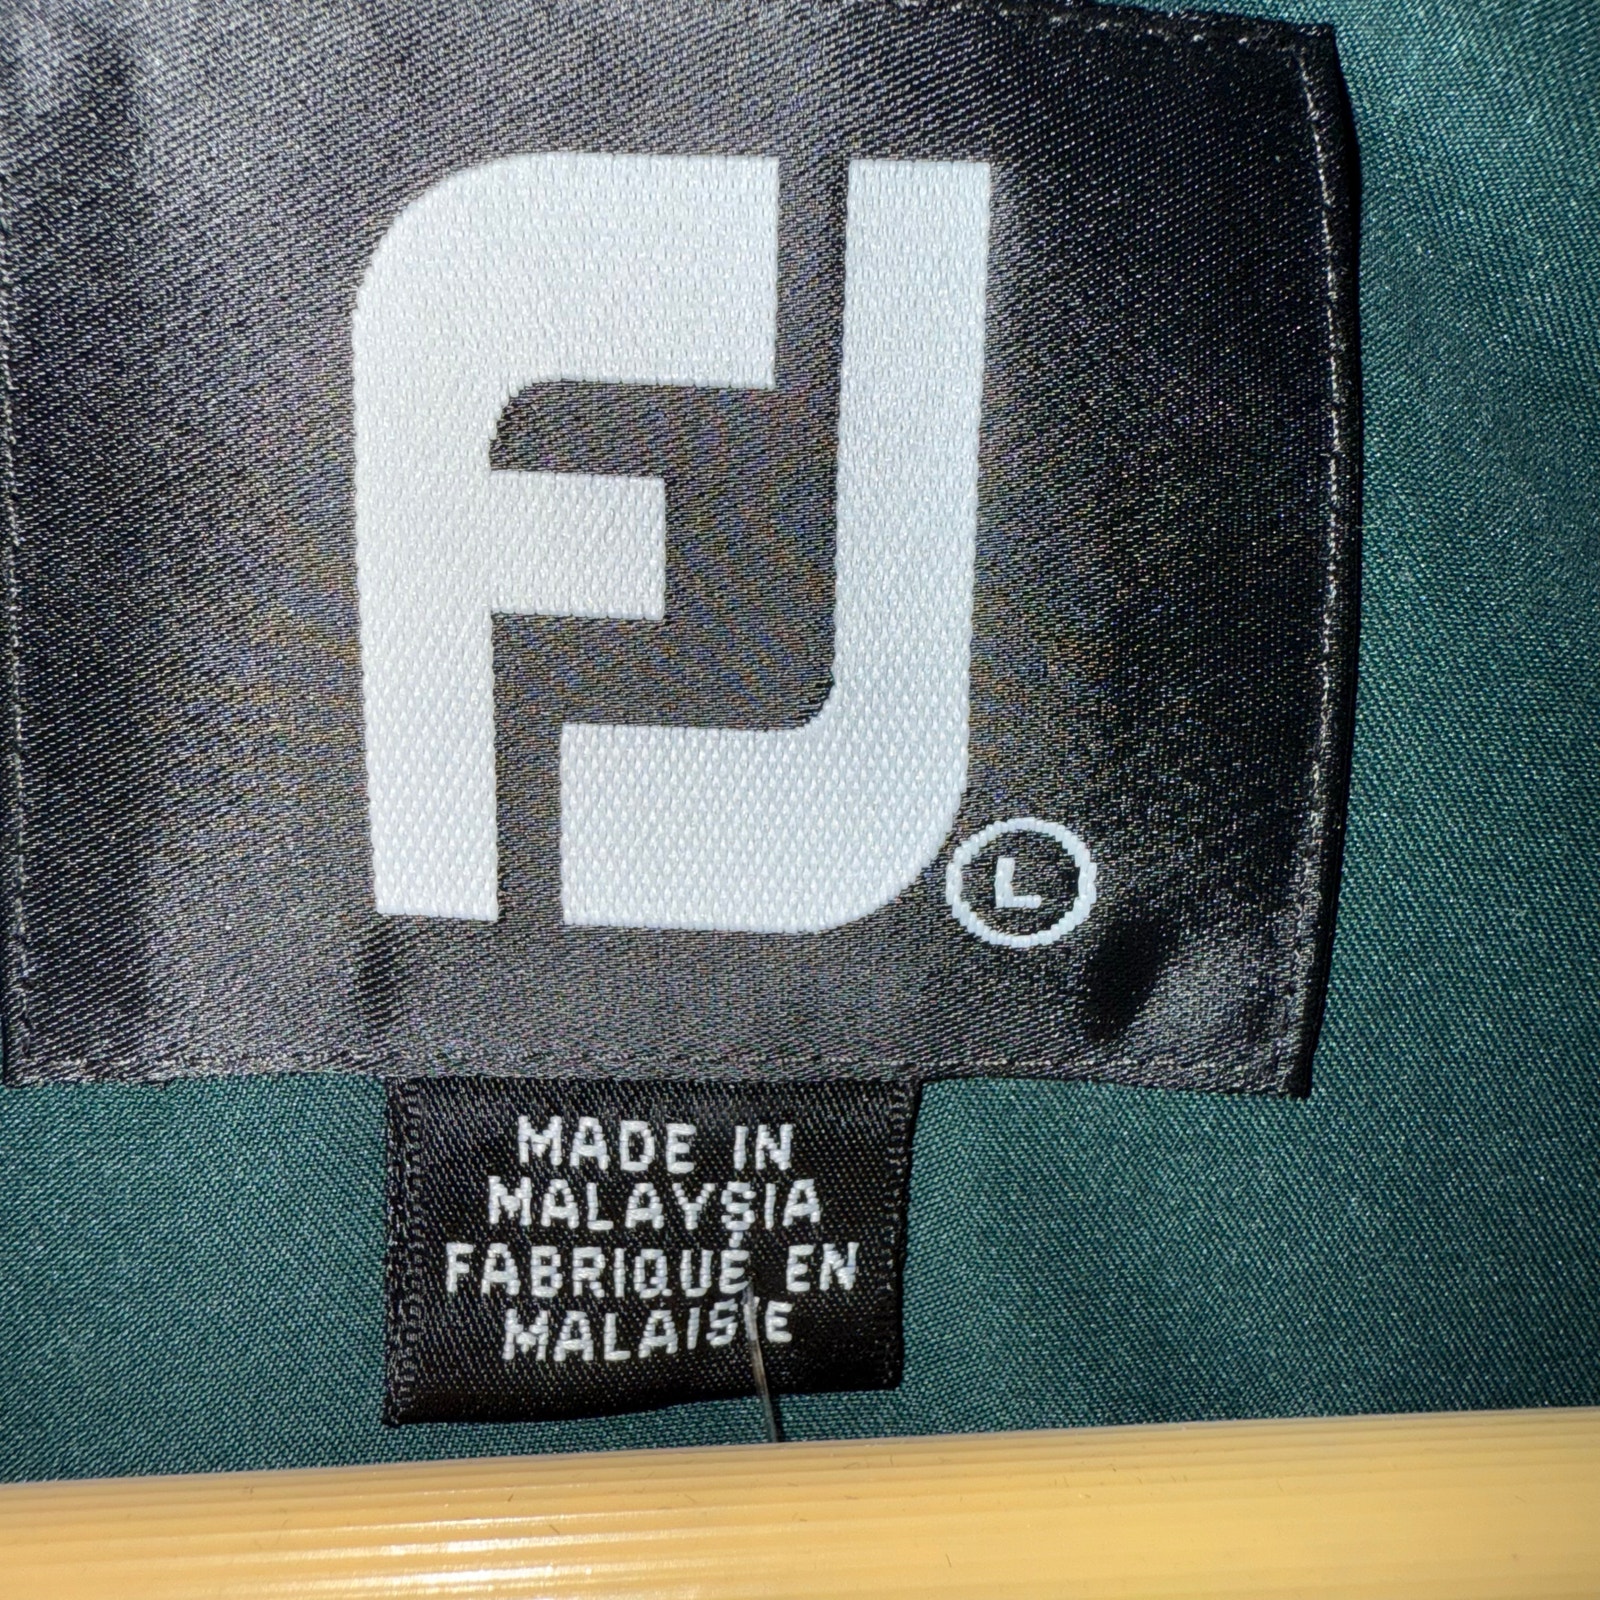 FJ
L
MADE IN
MALAYSIA
FABRIQUÉ EN
MALAISIE